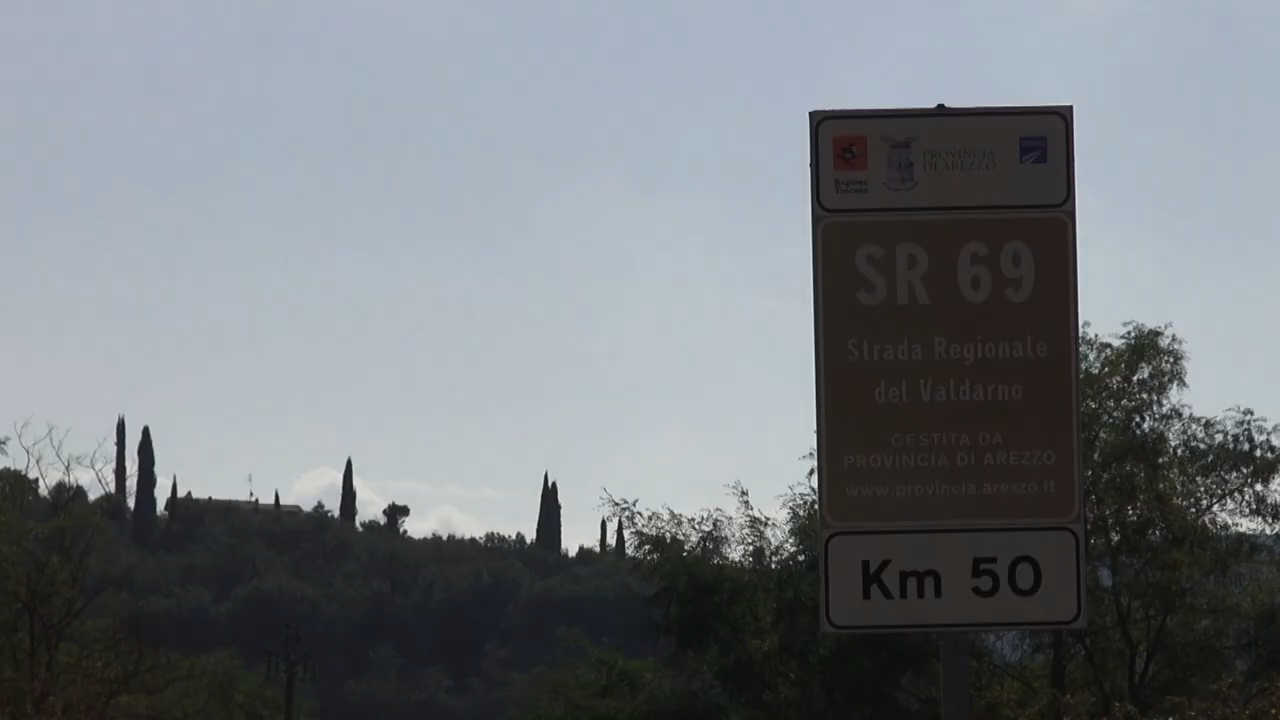 Regione
Toscana
PROVINCIA
DI AREZZO
SR 69
Strada Regionale
del Valdarno
GESTITA DA
PROVINCIA DI AREZZO
www.provincia.arezzo.it
Km 50